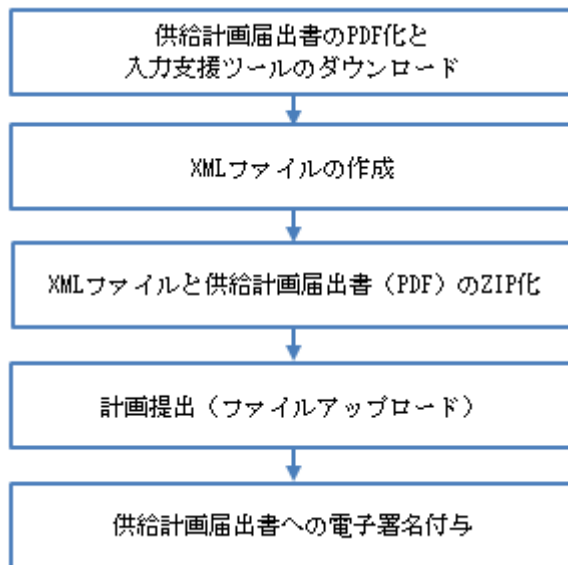 供給計画届出書のPDF化と
入力支援ツールのダウンロード
XMLファイルの作成
XMLファイルと供給計画届出書（PDF）のZIP化
計画提出（ファイルアップロード）
供給計画届出書への電子署名付与